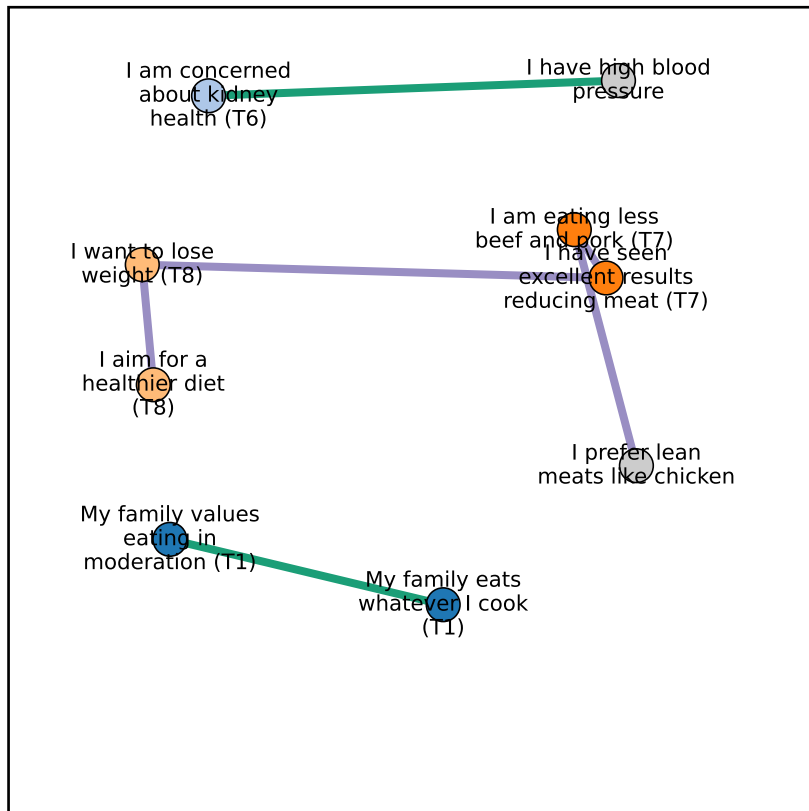 I am concerned
about kidney
health (T6)
I have high blood
pressure
I am eating less
beef and pork (T7)
I have seen
excellent results
reducing meat (T7)
I want to lose
weight (T8)
I aim for a
healthier diet
(T8)
I prefer lean
meats like chicken
My family values
eating in
moderation (T1)
My family eats
whatever I cook
(T1)